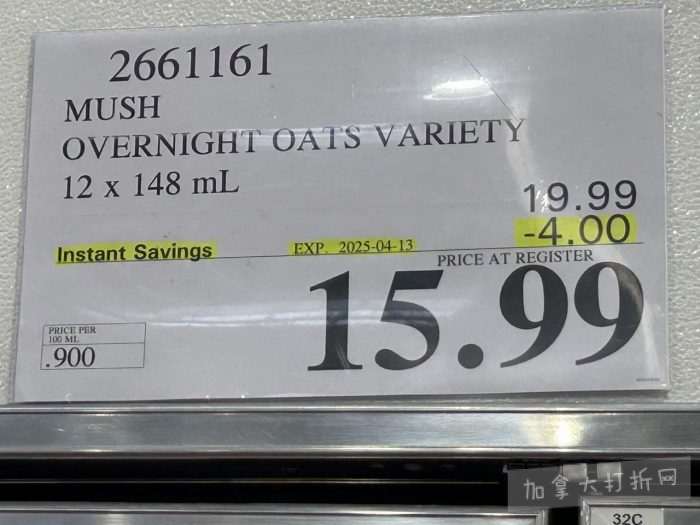 2661161
MUSH
OVERNIGHT OATS VARIETY
12 x 148 mL
19.99
-4.00
Instant Savings
EXP. 2025-04-13
PRICE AT REGISTER
15.99
PRICE PER
100 ML
.900
加拿大打折网
32C